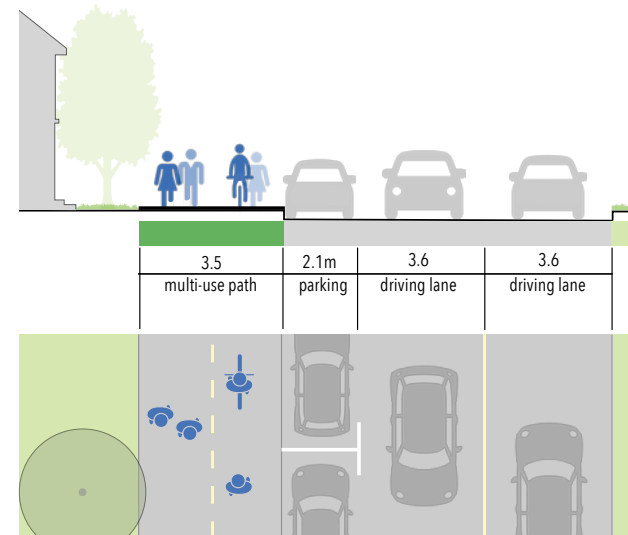 3.5 2.1m 3.6 3.6
multi-use path parking driving lane driving lane